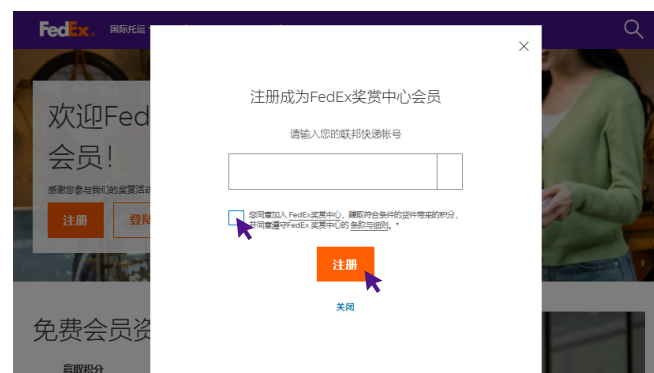 FedEx. 国际托运
注册成为FedEx奖赏中心会员
请输入您的联邦快递帐号
您同意加入 FedEx奖赏中心，赚取符合条件的货件带来的积分，
并同意遵守FedEx 奖赏中心的 条款与细则。*
注册
关闭
欢迎Fed
会员！
感谢您参与我们的奖赏活动
注册 登陆
免费会员资
赢取积分